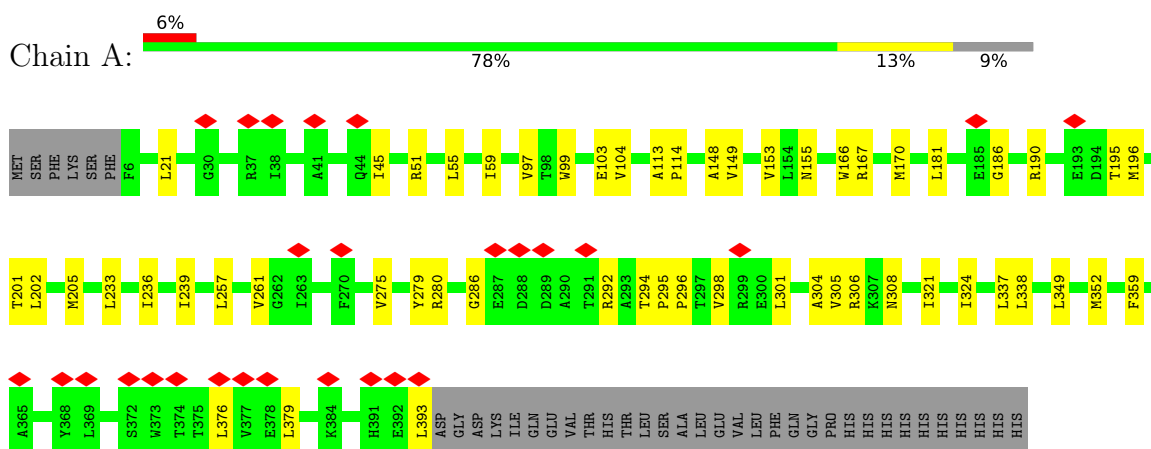 6%
Chain A:
78% 13% 9%
MET SER PHE LYS SER PHE F6 L21 G30 R37 I38 A41 Q44 I45 R51 L55 I59 V97 T98 W99 E103 V104 A113 P114 A148 V149 V153 L154 N155 W166 R167 M170 L181 E185 G186 R190 E193 D194 T195 M196
T201 L202 M205 L233 I236 I239 L257 V261 G262 I263 F270 V275 Y279 R280 G286 E287 D288 D289 A290 T291 R292 A293 T294 P295 P296 T297 V298 R299 E300 L301 A304 V305 R306 K307 N308 I321 I324 L337 L338 L349 M352 F359
A365 Y368 L369 S372 W373 T374 T375 L376 V377 E378 L379 K384 H391 E392 L393 ASP GLY ASP LYS ILE GLN GLU VAL THR HIS THR LEU SER ALA LEU GLU VAL LEU PHE GLN GLY PRO HIS HIS HIS HIS HIS HIS HIS HIS HIS HIS